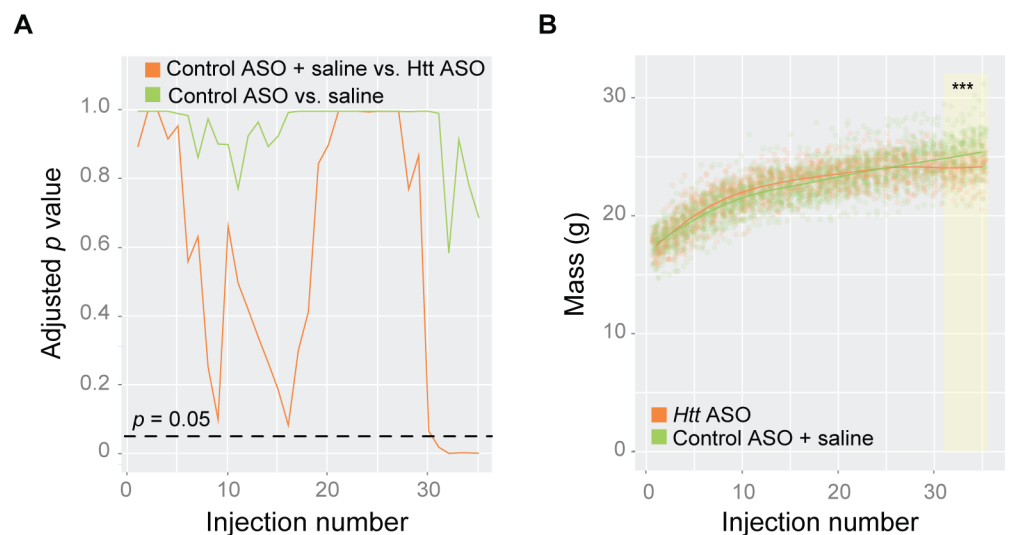 A
Control ASO + saline vs. Htt ASO
Control ASO vs. saline
1.0
0.8
0.6
0.4
0.2
0
p = 0.05
Adjusted p value
0
10
20
30
Injection number
B
***
30
20
10
0
Mass (g)
Htt ASO
Control ASO + saline
0
10
20
30
Injection number